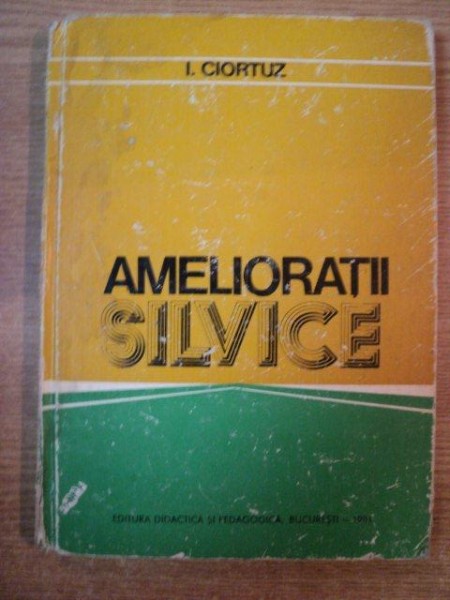 I. CIORTUZ
AMELIORAȚII
SILVICE
EDITURA DIDACTICĂ ȘI PEDAGOGICĂ, BUCUREȘTI – 1981